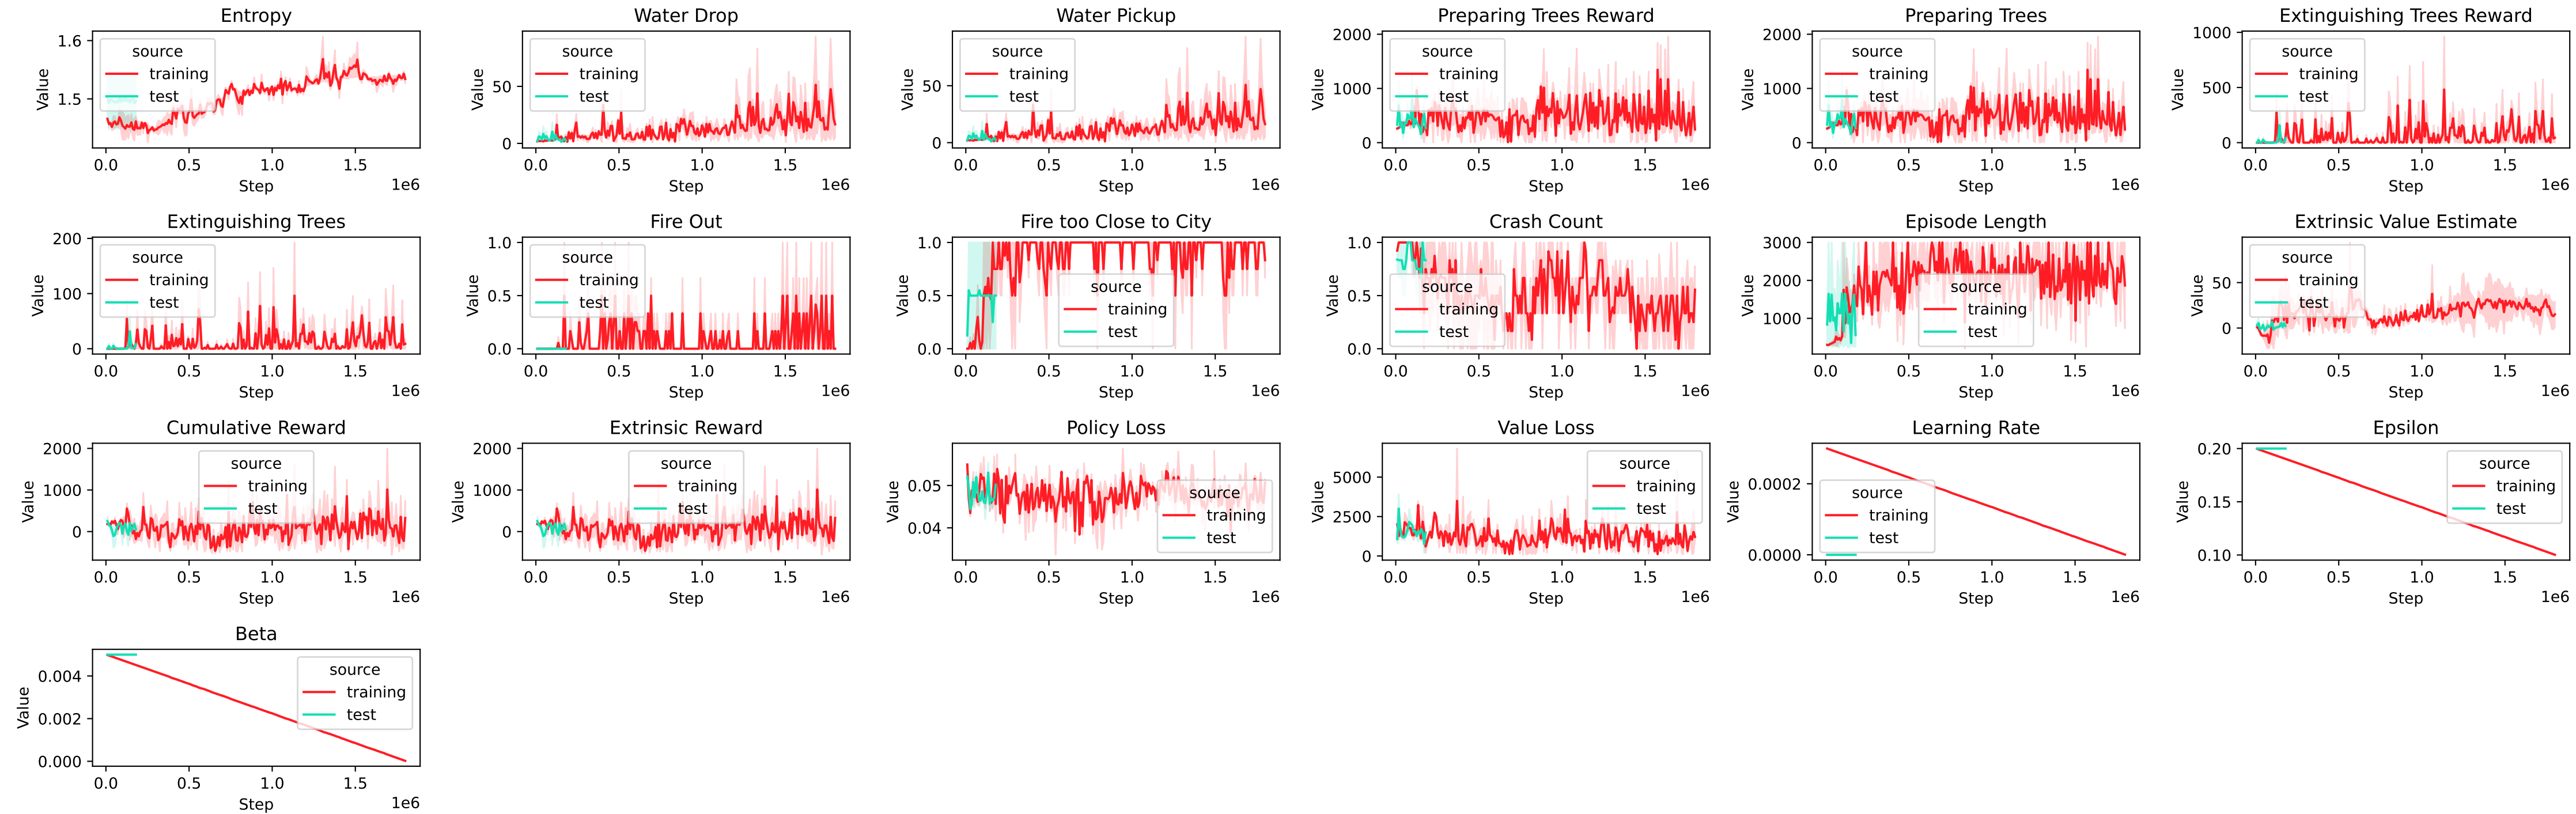 Entropy
Value
1.6
1.5
source
training
test
0.0 0.5 1.0 1.5
Step
1e6
Water Drop
Value
50
0
source
training
test
0.0 0.5 1.0 1.5
Step
1e6
Water Pickup
Value
50
0
source
training
test
0.0 0.5 1.0 1.5
Step
1e6
Preparing Trees Reward
Value
2000
1000
0
source
training
test
0.0 0.5 1.0 1.5
Step
1e6
Preparing Trees
Value
2000
1000
0
source
training
test
0.0 0.5 1.0 1.5
Step
1e6
Extinguishing Trees Reward
Value
1000
500
0
source
training
test
0.0 0.5 1.0 1.5
Step
1e6
Extinguishing Trees
Value
200
100
0
source
training
test
0.0 0.5 1.0 1.5
Step
1e6
Fire Out
Value
1.0
0.5
0.0
source
training
test
0.0 0.5 1.0 1.5
Step
1e6
Fire too Close to City
Value
1.0
0.5
0.0
source
training
test
0.0 0.5 1.0 1.5
Step
1e6
Crash Count
Value
1.0
0.5
0.0
source
training
test
0.0 0.5 1.0 1.5
Step
1e6
Episode Length
Value
3000
2000
1000
source
training
test
0.0 0.5 1.0 1.5
Step
1e6
Extrinsic Value Estimate
Value
50
0
source
training
test
0.0 0.5 1.0 1.5
Step
1e6
Cumulative Reward
Value
2000
1000
0
source
training
test
0.0 0.5 1.0 1.5
Step
1e6
Extrinsic Reward
Value
2000
1000
0
source
training
test
0.0 0.5 1.0 1.5
Step
1e6
Policy Loss
Value
0.05
0.04
source
training
test
0.0 0.5 1.0 1.5
Step
1e6
Value Loss
Value
5000
2500
0
source
training
test
0.0 0.5 1.0 1.5
Step
1e6
Learning Rate
Value
0.0002
0.0000
source
training
test
0.0 0.5 1.0 1.5
Step
1e6
Epsilon
Value
0.20
0.15
0.10
source
training
test
0.0 0.5 1.0 1.5
Step
1e6
Beta
Value
0.004
0.002
0.000
source
training
test
0.0 0.5 1.0 1.5
Step
1e6